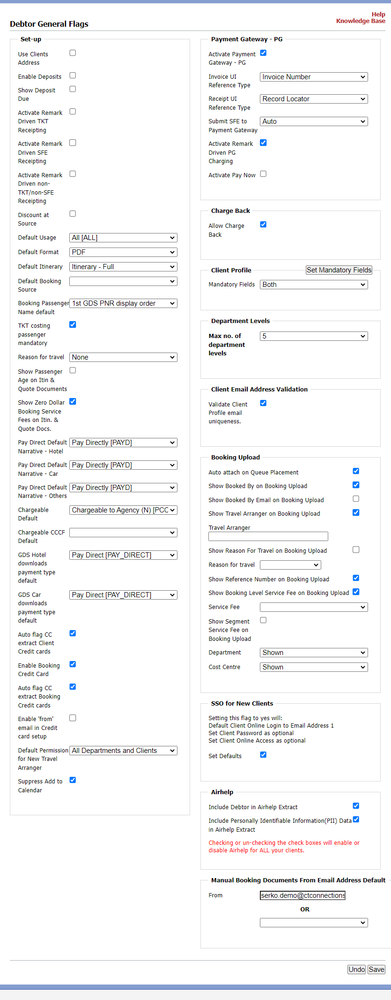 Help
Knowledge Base
Debtor General Flags
Set-up
Use Clients
Address
Enable Deposits
Show Deposit
Due
Activate Remark
Driven TKT
Receipting
Activate Remark
Driven SFE
Receipting
Activate Remark
Driven non-
TKT/non-SFE
Receipting
Discount at
Source
Default Usage All [ALL]
Default Format PDF
Default Itinerary Itinerary - Full
Default Booking
Source
Booking Passenger 1st GDS PNR display order
Name default
TKT costing
passenger
mandatory
Reason for travel None
Show Passenger
Age on Itin &
Quote Documents
Show Zero Dollar
Booking Service
Fees on Itin. &
Quote Docs.
Pay Direct Default Pay Directly [PAYD]
Narrative - Hotel
Pay Direct Default Pay Directly [PAYD]
Narrative - Car
Pay Direct Default Pay Directly [PAYD]
Narrative - Others
Chargeable Chargeable to Agency (N) [PCC
Default
Chargeable CCCF
Default
GDS Hotel Pay Direct [PAY_DIRECT]
downloads
payment type
default
GDS Car Pay Direct [PAY_DIRECT]
downloads
payment type
default
Auto flag CC
extract Client
Credit cards
Enable Booking
Credit Card
Auto flag CC
extract Booking
Credit cards
Enable 'from'
email in Credit
card setup
Default Permission All Departments and Clients
for New Travel
Arranger
Suppress Add to
Calendar
Payment Gateway - PG
Activate Payment
Gateway - PG
Invoice UI Invoice Number
Reference Type
Receipt UI Record Locator
Reference Type
Submit SFE to Auto
Payment Gateway
Activate Remark
Driven PG
Charging
Activate Pay Now
Charge Back
Allow Charge
Back
Client Profile Set Mandatory Fields
Mandatory Fields Both
Department Levels
Max no. of 5
department
levels
Client Email Address Validation
Validate Client
Profile email
uniqueness.
Booking Upload
Auto attach on Queue Placement
Show Booked By on Booking Upload
Show Booked By Email on Booking Upload
Show Travel Arranger on Booking Upload
Travel Arranger
Show Reason For Travel on Booking Upload
Reason for travel
Show Reference Number on Booking Upload
Show Booking Level Service Fee on Booking Upload
Service Fee
Show Segment
Service Fee on
Booking Upload
Department Shown
Cost Centre Shown
SSO for New Clients
Setting this flag to yes will:
Default Client Online Login to Email Address 1
Set Client Password as optional
Set Client Online Access as optional
Set Defaults
Airhelp
Include Debtor in Airhelp Extract
Include Personally Identifiable Information(PII) Data
in Airhelp Extract
Checking or un-checking the check boxes will enable or
disable Airhelp for ALL your clients.
Manual Booking Documents From Email Address Default
From serko.demo@ctconnections
OR
Undo Save